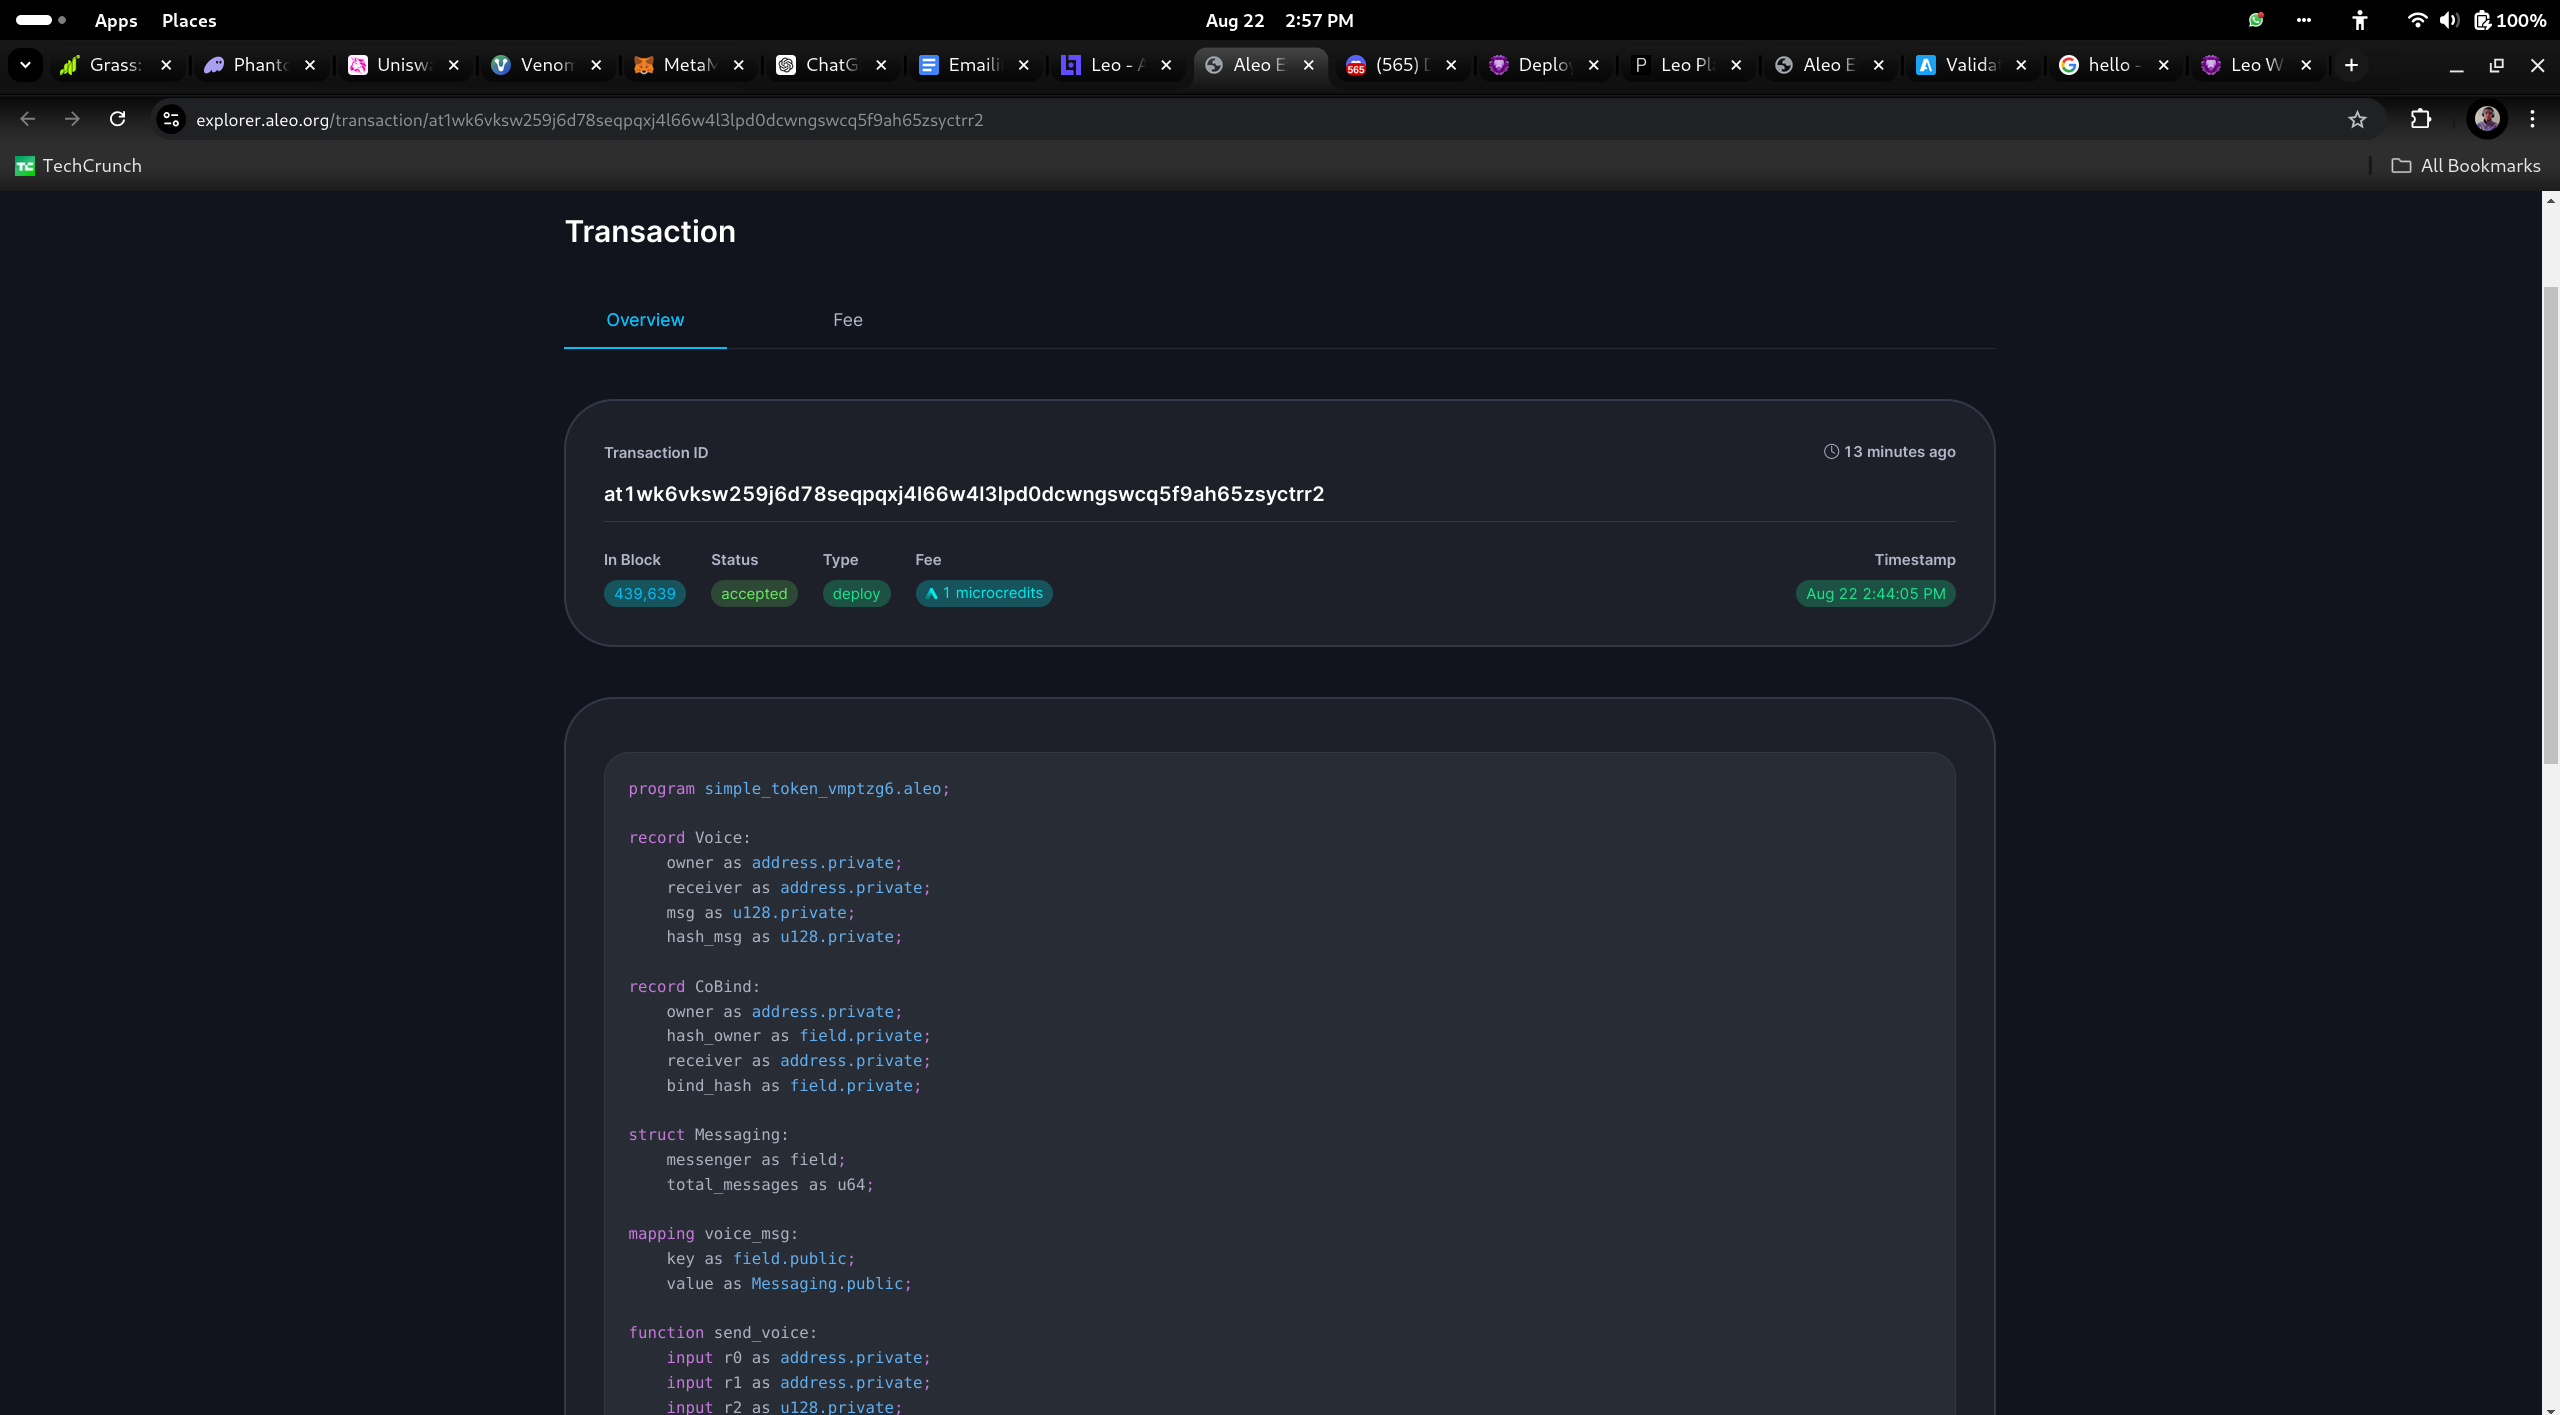 Apps Places Aug 22 2:57 PM 100%
Grass: Phanto Unisw Venom MetaM ChatG Emaili Leo - A Aleo E (565) D Deploy Leo Pl Aleo E Valida hello - Leo W
explorer.aleo.org/transaction/at1wk6vksw259j6d78seqpqxj4l66w4l3lpd0dcwngswcq5f9ah65zsyctrr2
TechCrunch All Bookmarks
Transaction
Overview Fee
Transaction ID 13 minutes ago
at1wk6vksw259j6d78seqpqxj4l66w4l3lpd0dcwngswcq5f9ah65zsyctrr2
In Block Status Type Fee Timestamp
439,639 accepted deploy 1 microcredits Aug 22 2:44:05 PM
program simple_token_vmptzg6.aleo;
record Voice:
owner as address.private;
receiver as address.private;
msg as u128.private;
hash_msg as u128.private;
record CoBind:
owner as address.private;
hash_owner as field.private;
receiver as address.private;
bind_hash as field.private;
struct Messaging:
messenger as field;
total_messages as u64;
mapping voice_msg:
key as field.public;
value as Messaging.public;
function send_voice:
input r0 as address.private;
input r1 as address.private;
input r2 as u128.private;